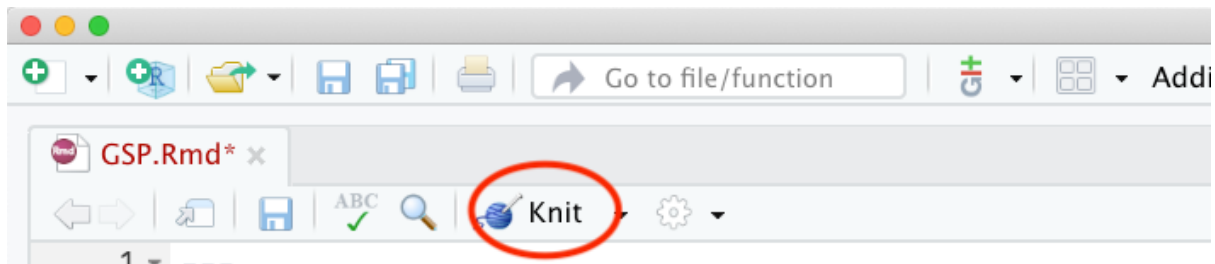 Go to file/function
Addi
GSP.Rmd*
ABC
Knit
1
---